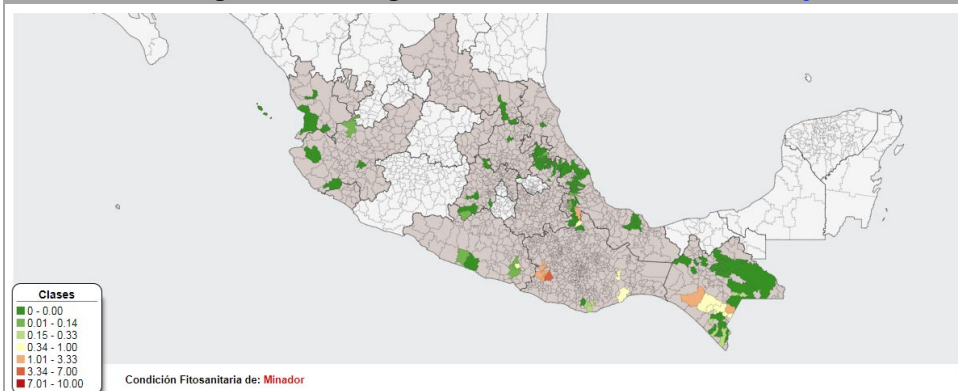 Clases
0 - 0.00
0.01 - 0.14
0.15 - 0.33
0.34 - 1.00
1.01 - 3.33
3.34 - 7.00
7.01 - 10.00
Condición Fitosanitaria de: Minador